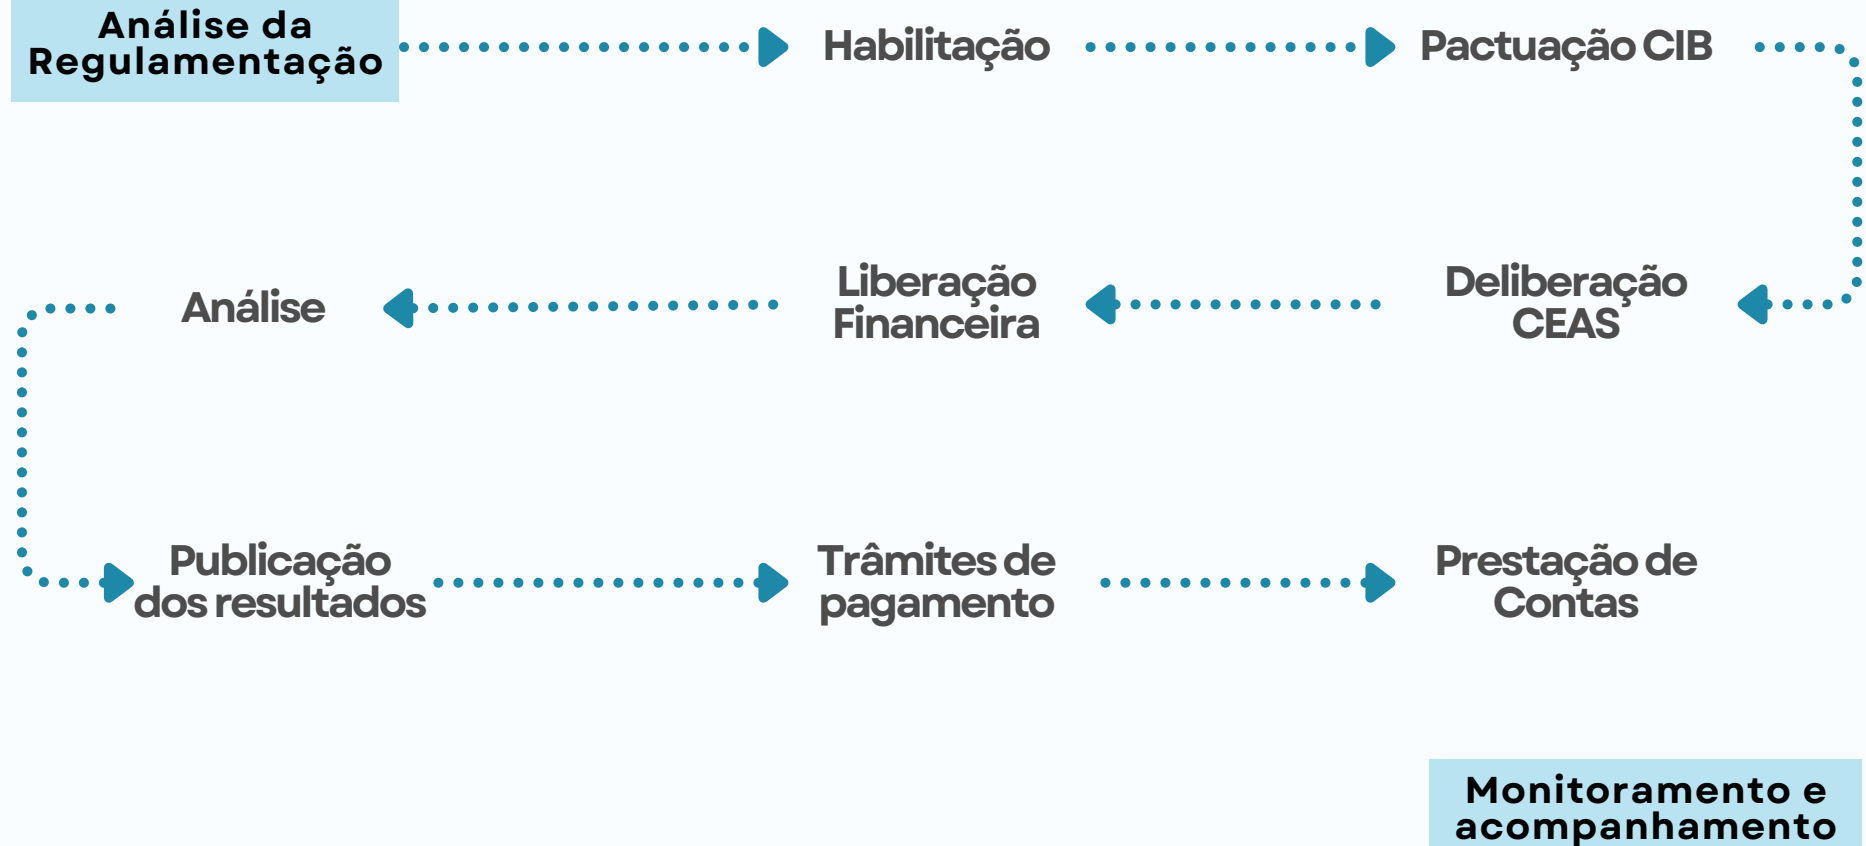 Análise da
Regulamentação
Habilitação
Pactuação CIB
Deliberação
CEAS
Liberação
Financeira
Análise
Publicação
dos resultados
Trâmites de
pagamento
Prestação de
Contas
Monitoramento e
acompanhamento